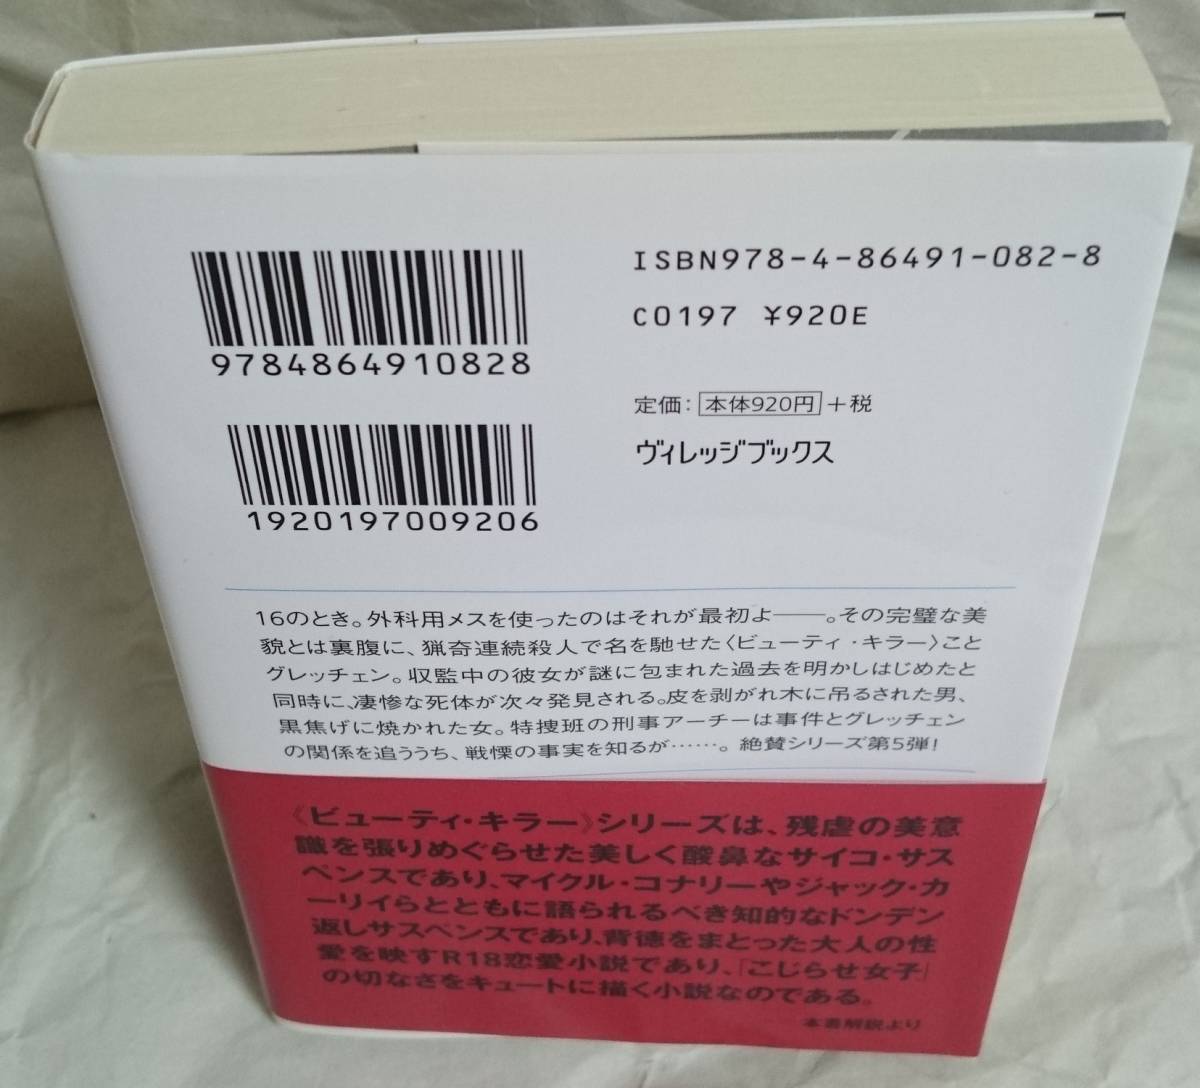 ISBN978-4-86491-082-8
C0197 ¥920E
9784864910828
定価：本体920円＋税
ヴィレッジブックス
1920197009206
16のとき。外科用メスを使ったのはそれが最初よ――。その完璧な美
貌とは裏腹に、猟奇連続殺人で名を馳せた〈ビューティ・キラー〉こと
グレッチェン。収監中の彼女が謎に包まれた過去を明かしはじめたと
同時に、凄惨な死体が次々発見される。皮を剥がれ木に吊るされた男、
黒焦げに焼かれた女。特捜班の刑事アーチーは事件とグレッチェン
の関係を追ううち、戦慄の事実を知るが……。絶賛シリーズ第5弾！
《ビューティ・キラー》シリーズは、残虐の美意
識を張りめぐらせた美しく酸鼻なサイコ・サス
ペンスであり、マイクル・コナリーやジャック・カ
ーリイらとともに語られるべき知的なドンデン
返しサスペンスであり、背徳をまとった大人の性
愛を映すR18恋愛小説であり、「こじらせ女子」
の切なさをキュートに描く小説なのである。
本書解説より